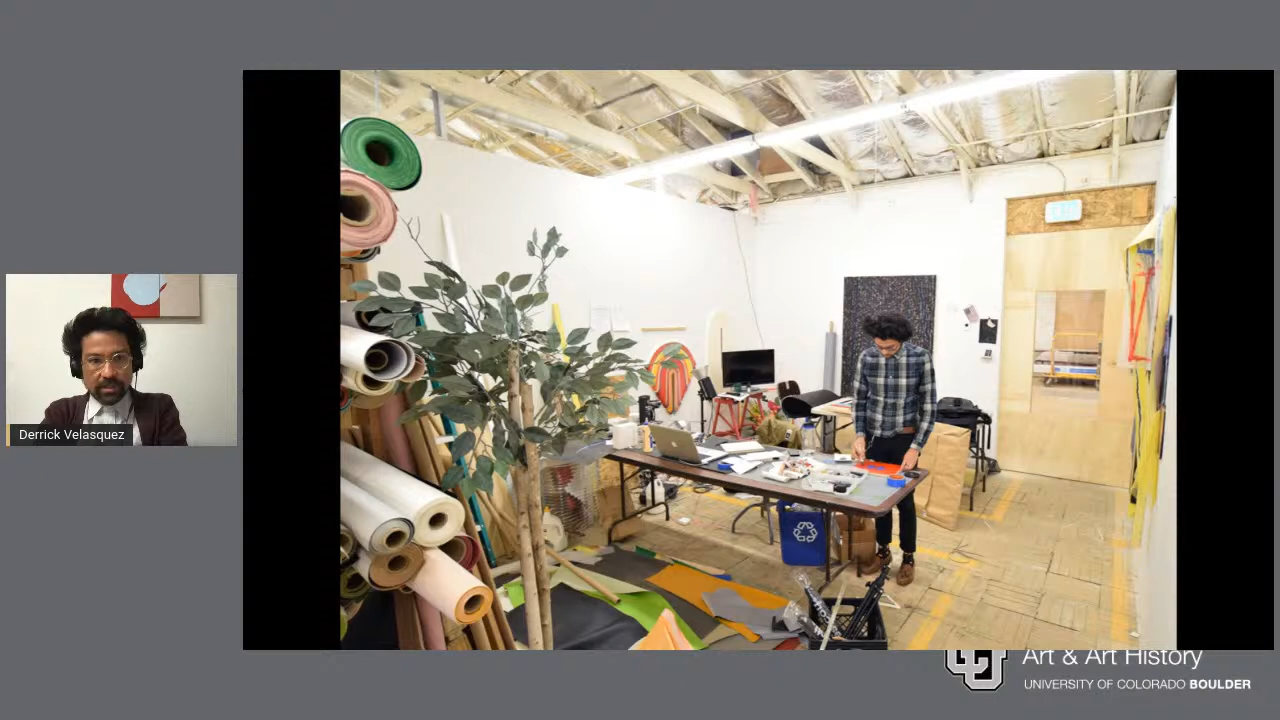 Derrick Velasquez
Art & Art History
UNIVERSITY OF COLORADO BOULDER